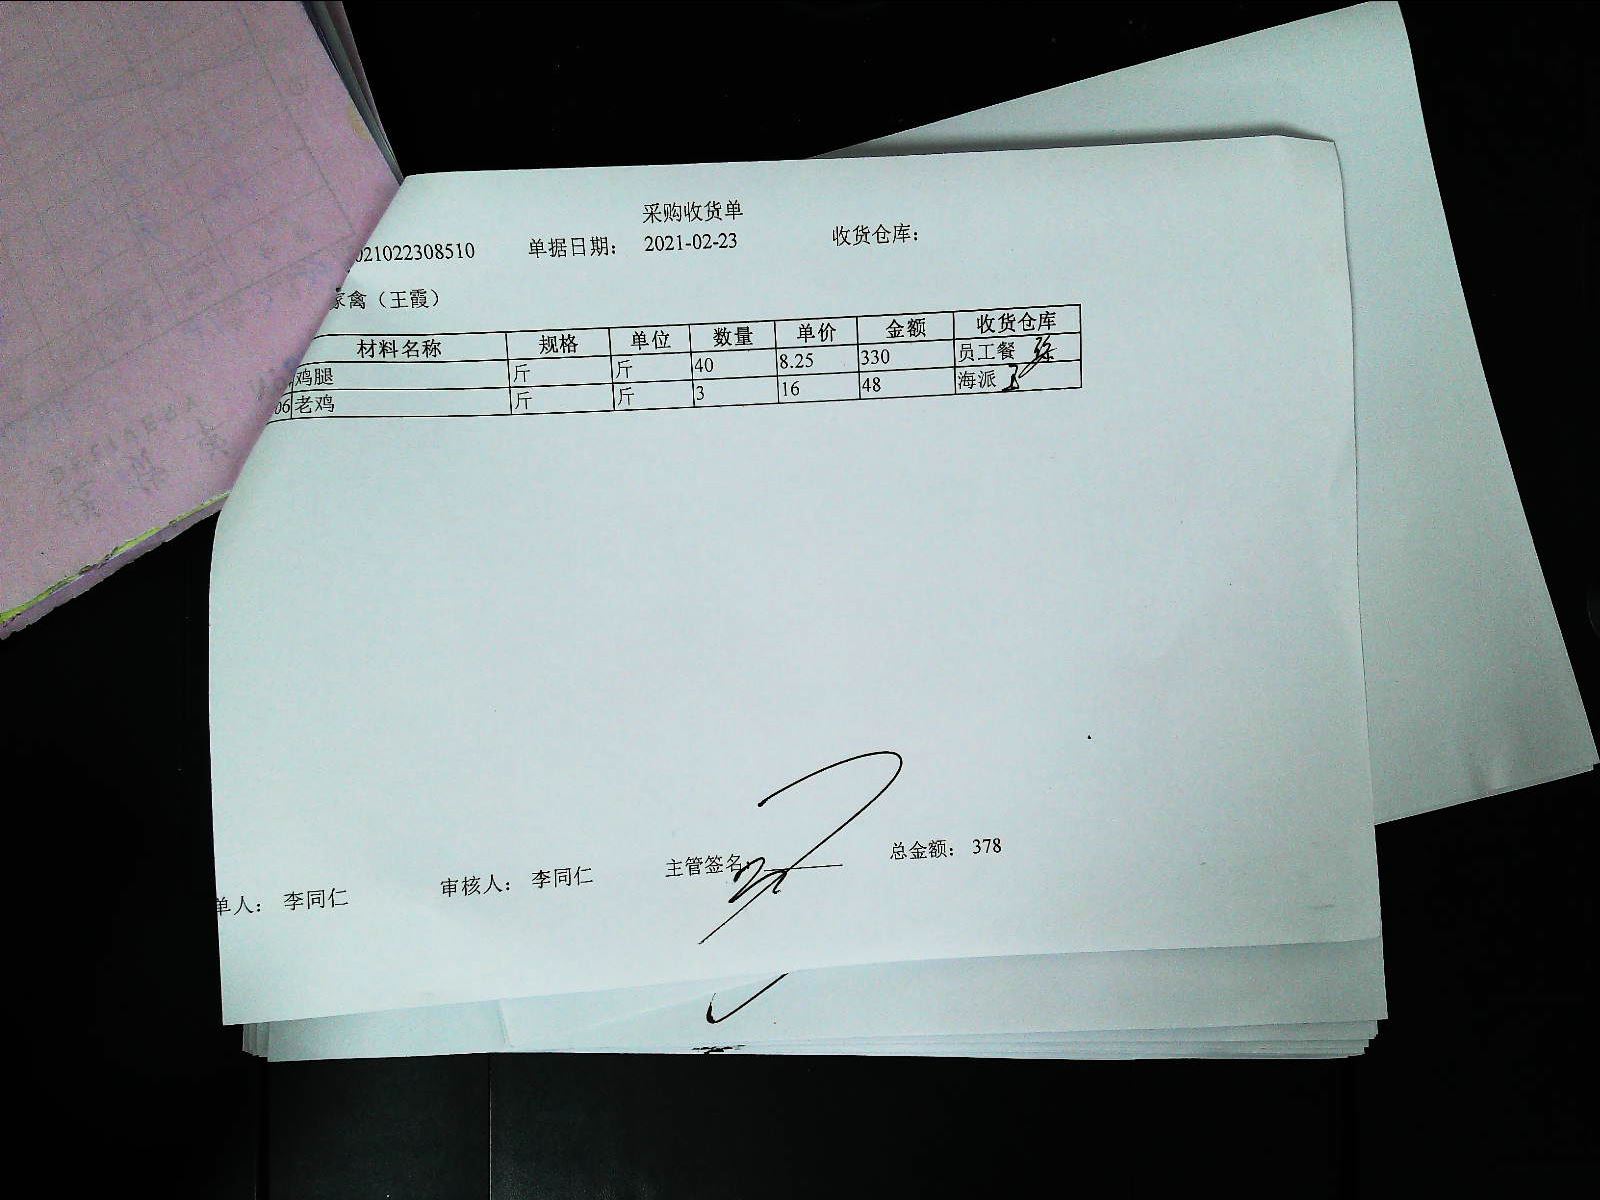 采购收货单
021022308510 单据日期： 2021-02-23 收货仓库：
家禽（王霞）
材料名称 规格 单位 数量 单价 金额 收货仓库
鸡腿 斤 斤 40 8.25 330 员工餐
06 老鸡 斤 斤 3 16 48 海派
单人： 李同仁 审核人： 李同仁 主管签名： 总金额： 378